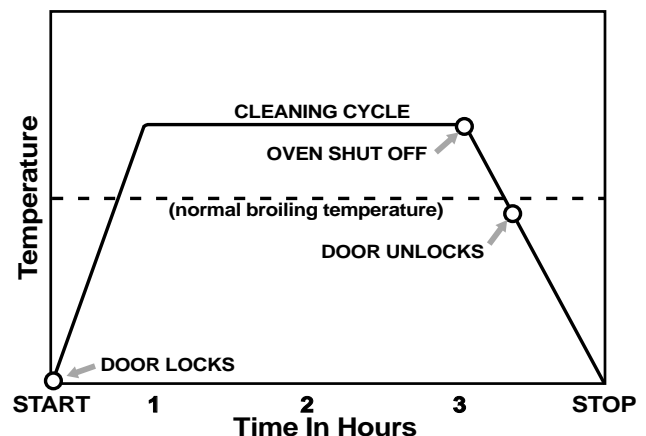 CLEANING CYCLE
OVEN SHUT OFF
(normal broiling temperature)
DOOR UNLOCKS
DOOR LOCKS
Temperature
START 1 2 3 STOP
Time In Hours